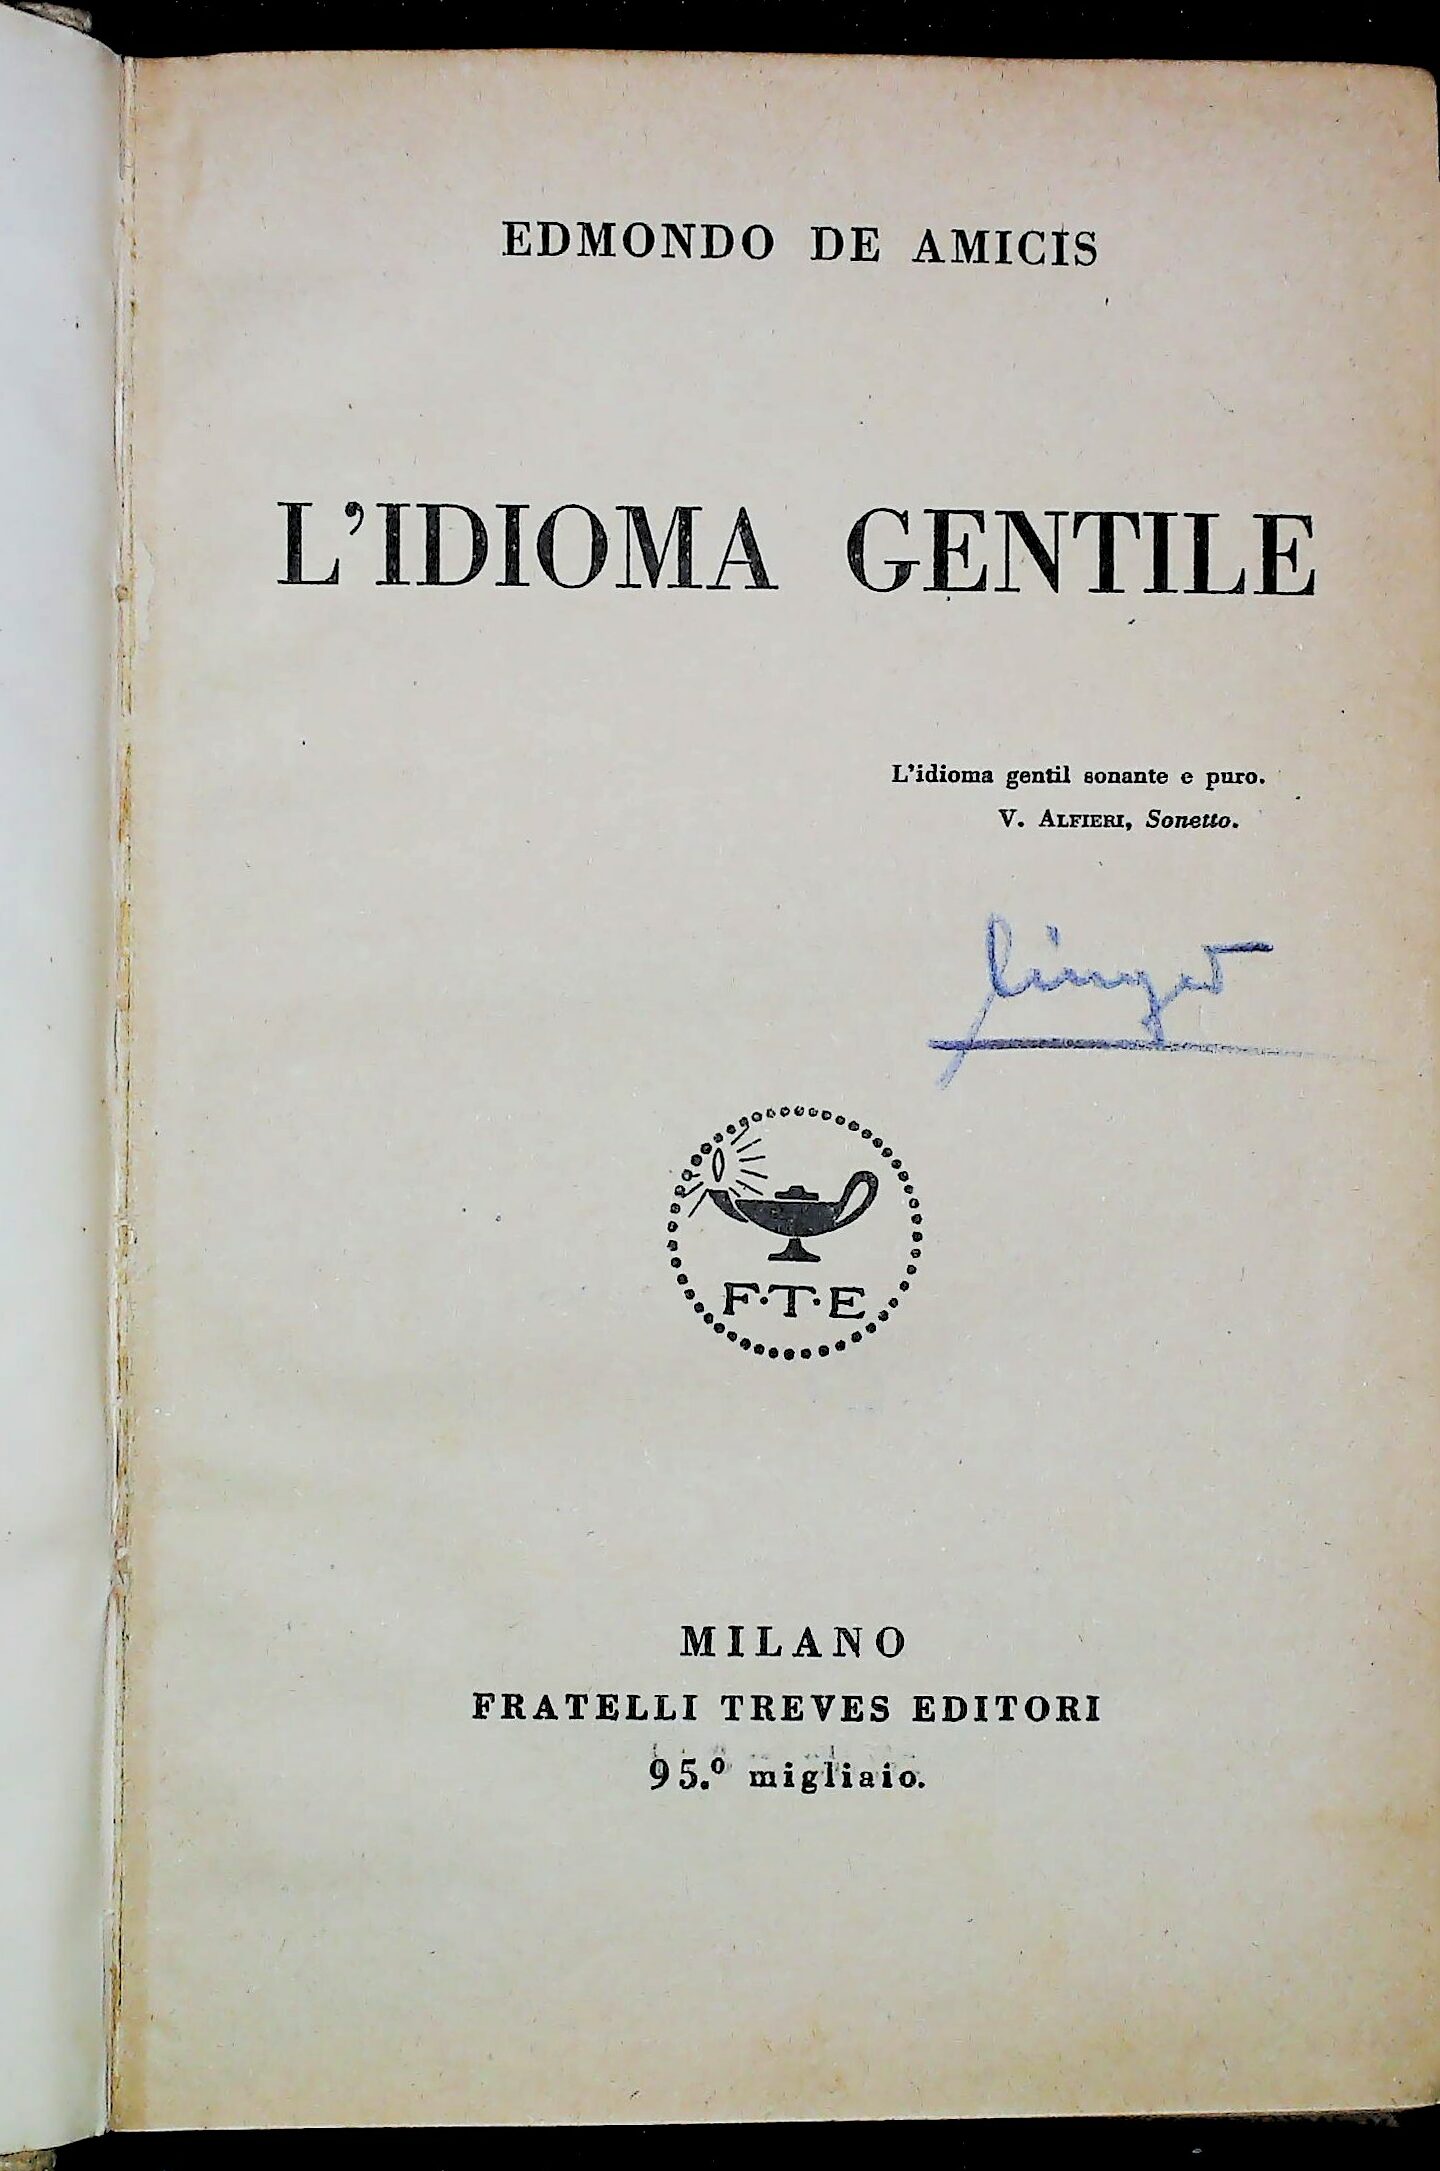 EDMONDO DE AMICIS
L'IDIOMA GENTILE
L'idioma gentil sonante e puro.
V. ALFIERI, Sonetto.
F·T·E
MILANO
FRATELLI TREVES EDITORI
95.º migliaio.